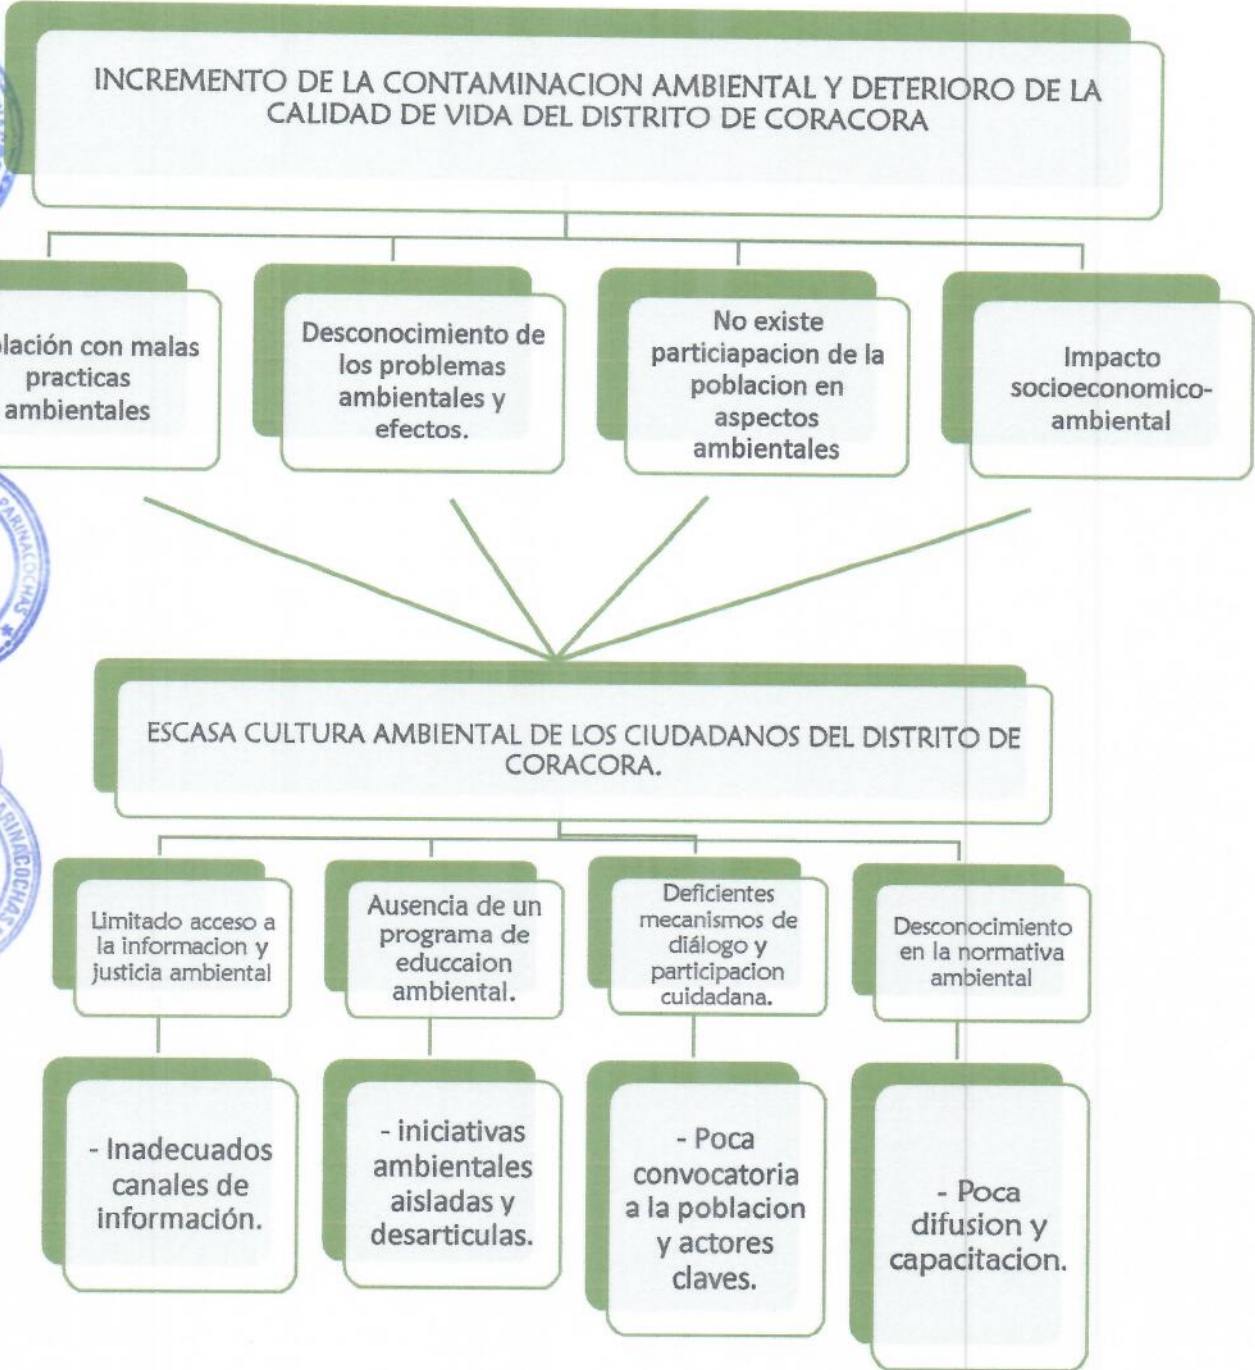 INCREMENTO DE LA CONTAMINACION AMBIENTAL Y DETERIORO DE LA
CALIDAD DE VIDA DEL DISTRITO DE CORACORA
lación con malas
practicas
ambientales
Desconocimiento de
los problemas
ambientales y
efectos.
No existe
particiapacion de la
poblacion en
aspectos
ambientales
Impacto
socioeconomico-
ambiental
PARINACOCHAS
ESCASA CULTURA AMBIENTAL DE LOS CIUDADANOS DEL DISTRITO DE
CORACORA.
ARINACOCHAS
Limitado acceso a
la informacion y
justicia ambiental
Ausencia de un
programa de
educcaion
ambiental.
Deficientes
mecanismos de
diálogo y
participacion
cuidadana.
Desconocimiento
en la normativa
ambiental
- Inadecuados
canales de
información.
- iniciativas
ambientales
aisladas y
desarticulas.
- Poca
convocatoria
a la poblacion
y actores
claves.
- Poca
difusion y
capacitacion.